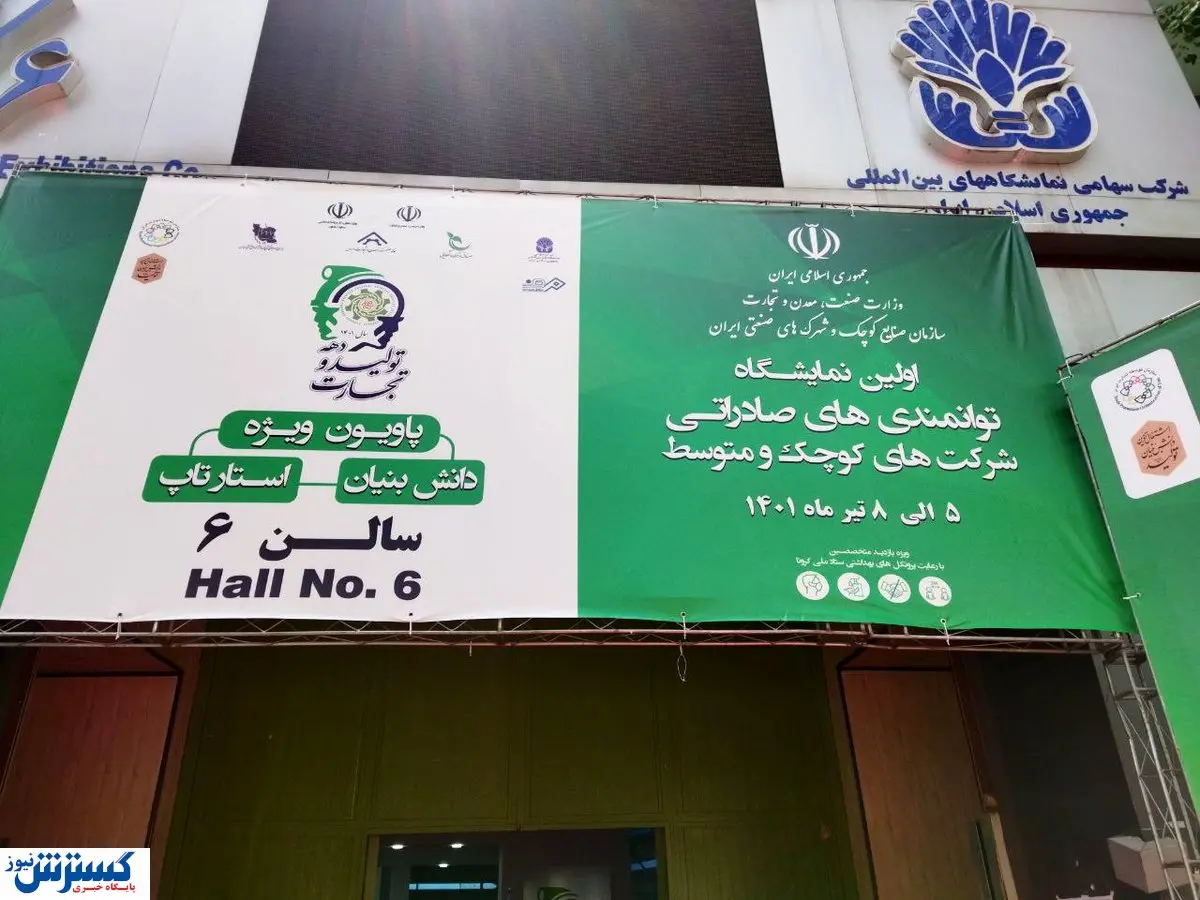 Exhibitions Co.
شرکت سهامی نمایشگاههای بین المللی
جمهوری اسلامی ایران
جمهوری اسلامی ایران
وزارت صنعت، معدن و تجارت
سازمان صنایع کوچک و شهرک های صنعتی ایران
اولین نمایشگاه
توانمندی های صادراتی
شرکت های کوچک و متوسط
۵ الی ۸ تیر ماه ۱۴۰۱
ویژه بازدید متخصصین
با رعایت پروتکل های بهداشتی ستاد ملی کرونا
سال ۱۴۰۱
دهه
تولید و
تجارت
پاویون ویژه
دانش بنیان
استارتاپ
سالن ۶
Hall No. 6
گسترش نیوز
پایگاه خبری